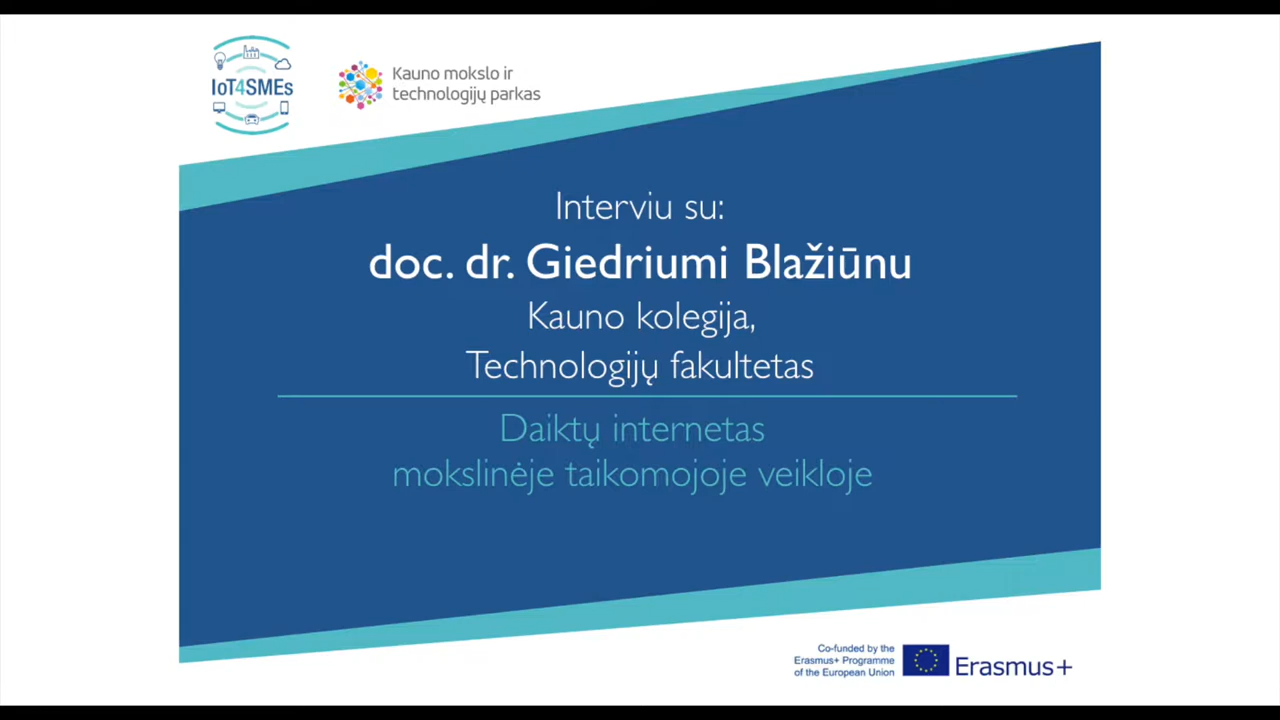 IoT4SMEs
Kauno mokslo ir
technologijų parkas
Interviu su:
doc. dr. Giedriumi Blažiūnu
Kauno kolegija,
Technologijų fakultetas
Daiktų internetas
mokslinėje taikomojoje veikloje
Co-funded by the
Erasmus+ Programme
of the European Union
Erasmus+